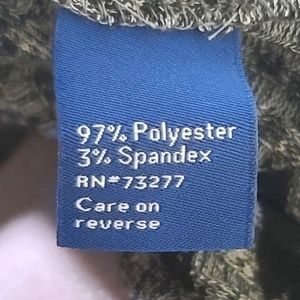 97% Polyester
3% Spandex
RN#73277
Care on
reverse